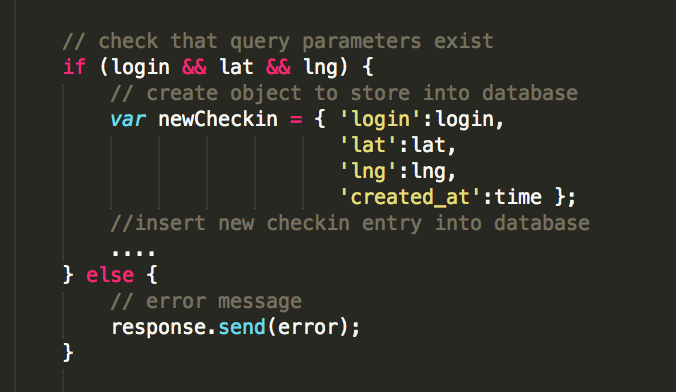 // check that query parameters exist
if (login && lat && lng) {
// create object to store into database
var newCheckin = { 'login':login,
'lat':lat,
'lng':lng,
'created_at':time };
//insert new checkin entry into database
....
} else {
// error message
response.send(error);
}